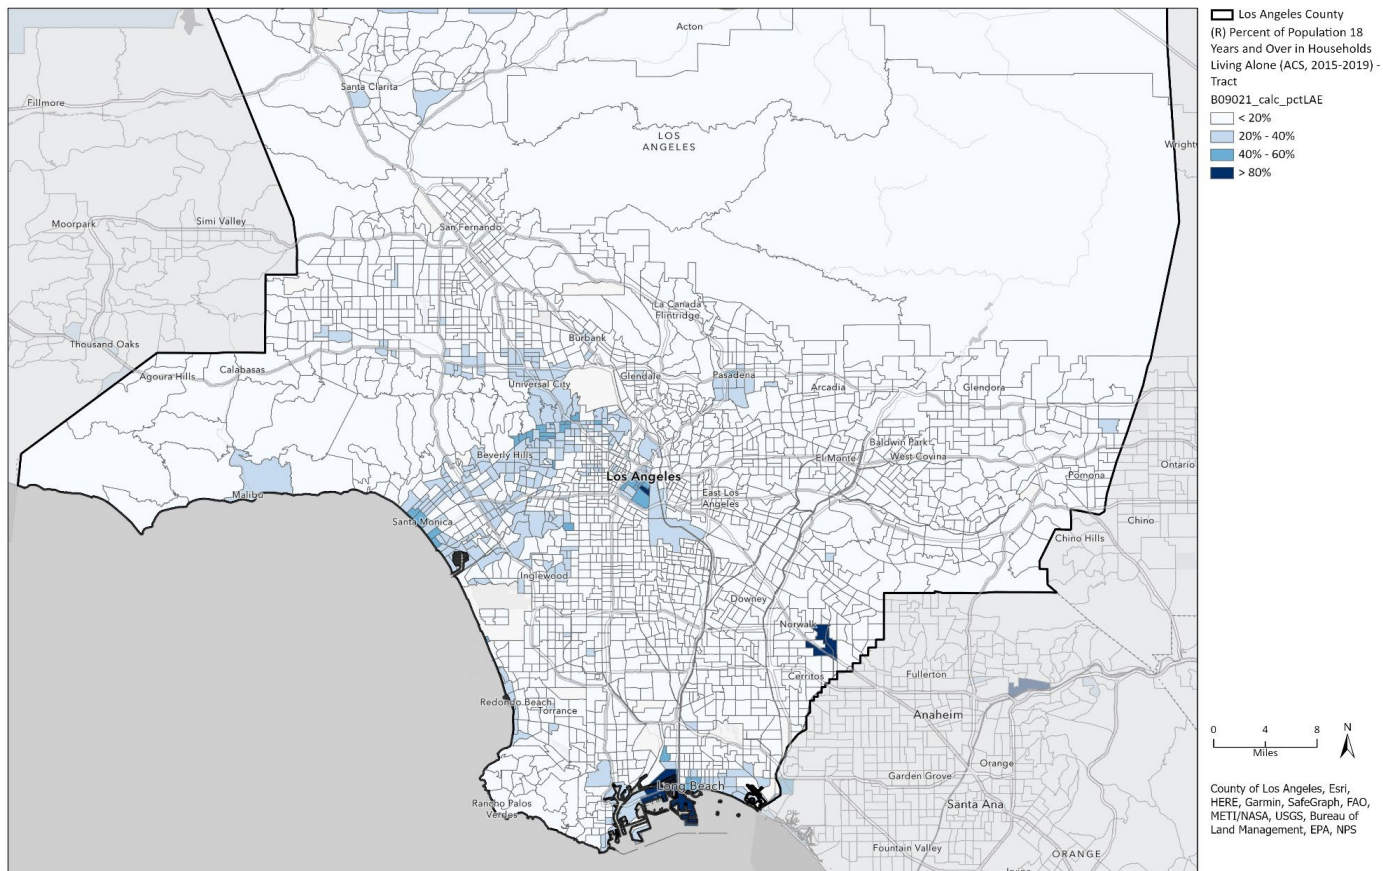 Acton
Santa Clarita
Fillmore
LOS
ANGELES
Moorpark
Simi Valley
San Fernando
La Canada
Flintridge
Thousand Oaks
Burbank
Agoura Hills
Calabasas
Universal City
Glendale
Pasadena
Arcadia
Glendora
Beverly Hills
Baldwin Park
El Monte
West Covina
Los Angeles
Pomona
Ontario
Malibu
East Los
Angeles
Santa Monica
Chino
Chino Hills
Inglewood
Downey
Norwalk
Cerritos
Fullerton
Redondo Beach
Torrance
Anaheim
Orange
Garden Grove
Long Beach
Rancho Palos
Verdes
Santa Ana
Fountain Valley
ORANGE
Los Angeles County
(R) Percent of Population 18
Years and Over in Households
Living Alone (ACS, 2015-2019) -
Tract
B09021_calc_pctLAE
< 20%
20% - 40%
40% - 60%
> 80%
0 4 8
Miles
N
County of Los Angeles, Esri,
HERE, Garmin, SafeGraph, FAO,
METI/NASA, USGS, Bureau of
Land Management, EPA, NPS